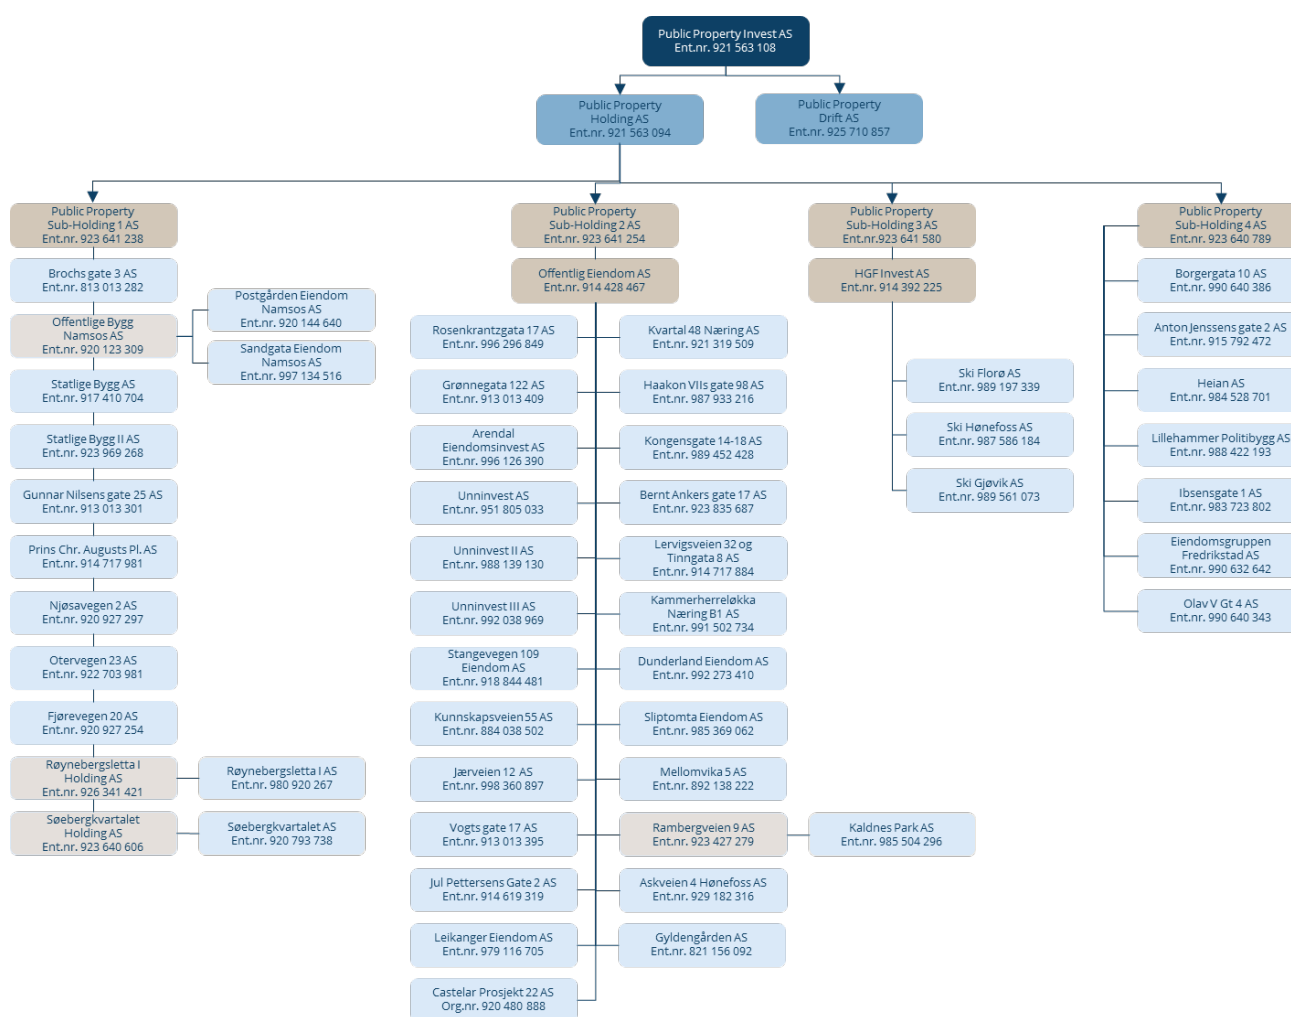 Public Property Invest AS
Ent.nr. 921 563 108
Public Property
Holding AS
Ent.nr. 921 563 094
Public Property
Drift AS
Ent.nr. 925 710 857
Public Property
Sub-Holding 1 AS
Ent.nr. 923 641 238
Brochs gate 3 AS
Ent.nr. 813 013 282
Offentlige Bygg
Namsos AS
Ent.nr. 920 123 309
Postgården Eiendom
Namsos AS
Ent.nr. 920 144 640
Sandgata Eiendom
Namsos AS
Ent.nr. 997 134 516
Statlige Bygg AS
Ent.nr. 917 410 704
Statlige Bygg II AS
Ent.nr. 923 969 268
Gunnar Nilsens gate 25 AS
Ent.nr. 913 013 301
Prins Chr. Augusts Pl. AS
Ent.nr. 914 717 981
Njøsavegen 2 AS
Ent.nr. 920 927 297
Otervegen 23 AS
Ent.nr. 922 703 981
Fjørevegen 20 AS
Ent.nr. 920 927 254
Røynebergsletta I
Holding AS
Ent.nr. 926 341 421
Røynebergsletta I AS
Ent.nr. 980 920 267
Søebergkvartalet
Holding AS
Ent.nr. 923 640 606
Søebergkvartalet AS
Ent.nr. 920 793 738
Public Property
Sub-Holding 2 AS
Ent.nr. 923 641 254
Offentlig Eiendom AS
Ent.nr. 914 428 467
Rosenkrantzgata 17 AS
Ent.nr. 996 296 849
Kvartal 48 Næring AS
Ent.nr. 921 319 509
Grønnegata 122 AS
Ent.nr. 913 013 409
Haakon VIIs gate 98 AS
Ent.nr. 987 933 216
Arendal
Eiendomsinvest AS
Ent.nr. 996 126 390
Kongensgate 14-18 AS
Ent.nr. 989 452 428
Unninvest AS
Ent.nr. 951 805 033
Bernt Ankers gate 17 AS
Ent.nr. 923 835 687
Unninvest II AS
Ent.nr. 988 139 130
Lervigsveien 32 og
Tinngata 8 AS
Ent.nr. 914 717 884
Unninvest III AS
Ent.nr. 992 038 969
Kammerherreløkka
Næring B1 AS
Ent.nr. 991 502 734
Stangevegen 109
Eiendom AS
Ent.nr. 918 844 481
Dunderland Eiendom AS
Ent.nr. 992 273 410
Kunnskapsveien 55 AS
Ent.nr. 884 038 502
Sliptomta Eiendom AS
Ent.nr. 985 369 062
Jærveien 12 AS
Ent.nr. 998 360 897
Mellomvika 5 AS
Ent.nr. 892 138 222
Vogts gate 17 AS
Ent.nr. 913 013 395
Rambergveien 9 AS
Ent.nr. 923 427 279
Kaldnes Park AS
Ent.nr. 985 504 296
Jul Pettersens Gate 2 AS
Ent.nr. 914 619 319
Askveien 4 Hønefoss AS
Ent.nr. 929 182 316
Leikanger Eiendom AS
Ent.nr. 979 116 705
Gyldengården AS
Ent.nr. 821 156 092
Castelar Prosjekt 22 AS
Org.nr. 920 480 888
Public Property
Sub-Holding 3 AS
Ent.nr.923 641 580
HGF Invest AS
Ent.nr. 914 392 225
Ski Florø AS
Ent.nr. 989 197 339
Ski Hønefoss AS
Ent.nr. 987 586 184
Ski Gjøvik AS
Ent.nr. 989 561 073
Public Property
Sub-Holding 4 AS
Ent.nr. 923 640 789
Borgergata 10 AS
Ent.nr. 990 640 386
Anton Jenssens gate 2 AS
Ent.nr. 915 792 472
Heian AS
Ent.nr. 984 528 701
Lillehammer Politibygg AS
Ent.nr. 988 422 193
Ibsensgate 1 AS
Ent.nr. 983 723 802
Eiendomsgruppen
Fredrikstad AS
Ent.nr. 990 632 642
Olav V Gt 4 AS
Ent.nr. 990 640 343